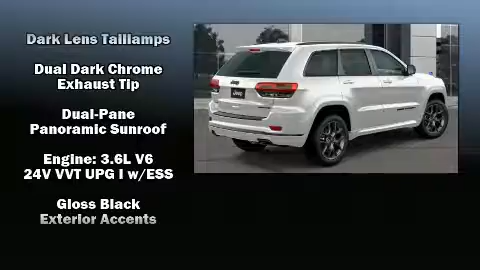 Dark Lens Taillamps
Dual Dark Chrome
Exhaust Tip
Dual-Pane
Panoramic Sunroof
Engine: 3.6L V6
24V VVT UPG I w/ESS
Gloss Black
Exterior Accents
Jeep